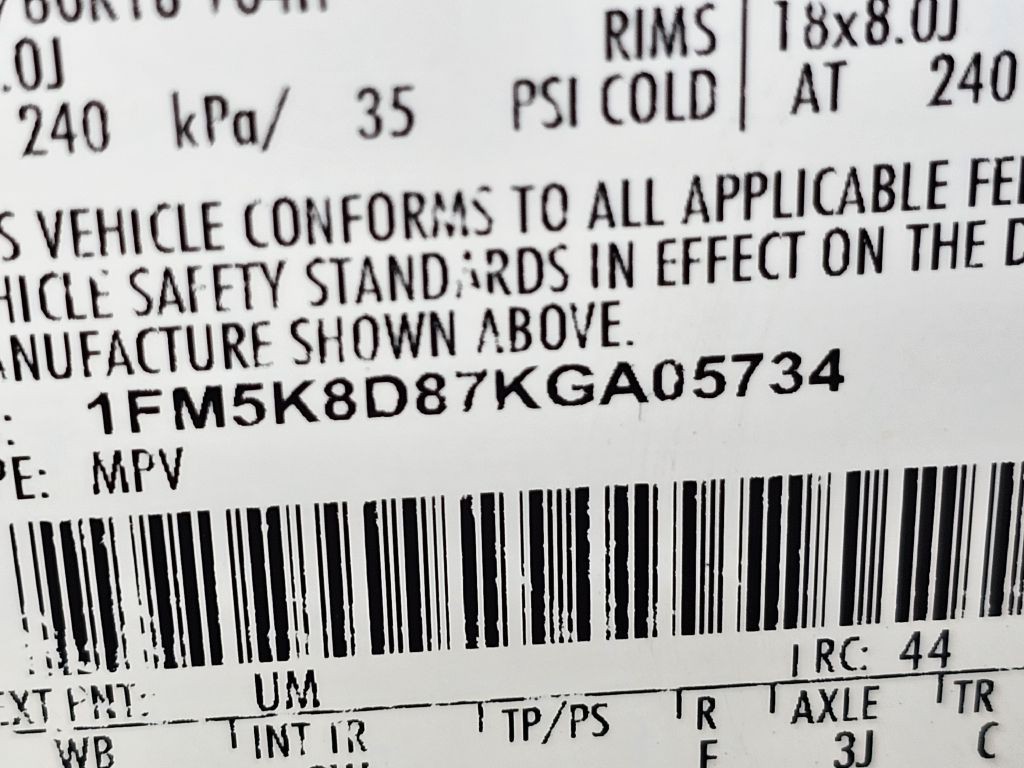 RIMS 18x8.0J
.0J
240 kPa/ 35 PSI COLD AT 240
S VEHICLE CONFORMS TO ALL APPLICABLE FE
HICLE SAFETY STANDARDS IN EFFECT ON THE D
ANUFACTURE SHOWN ABOVE.
: 1FM5K8D87KGA05734
PE: MPV
IRC: 44
EXT PNT: UM
WB INT TR TP/PS R AXLE TR
F 3J C